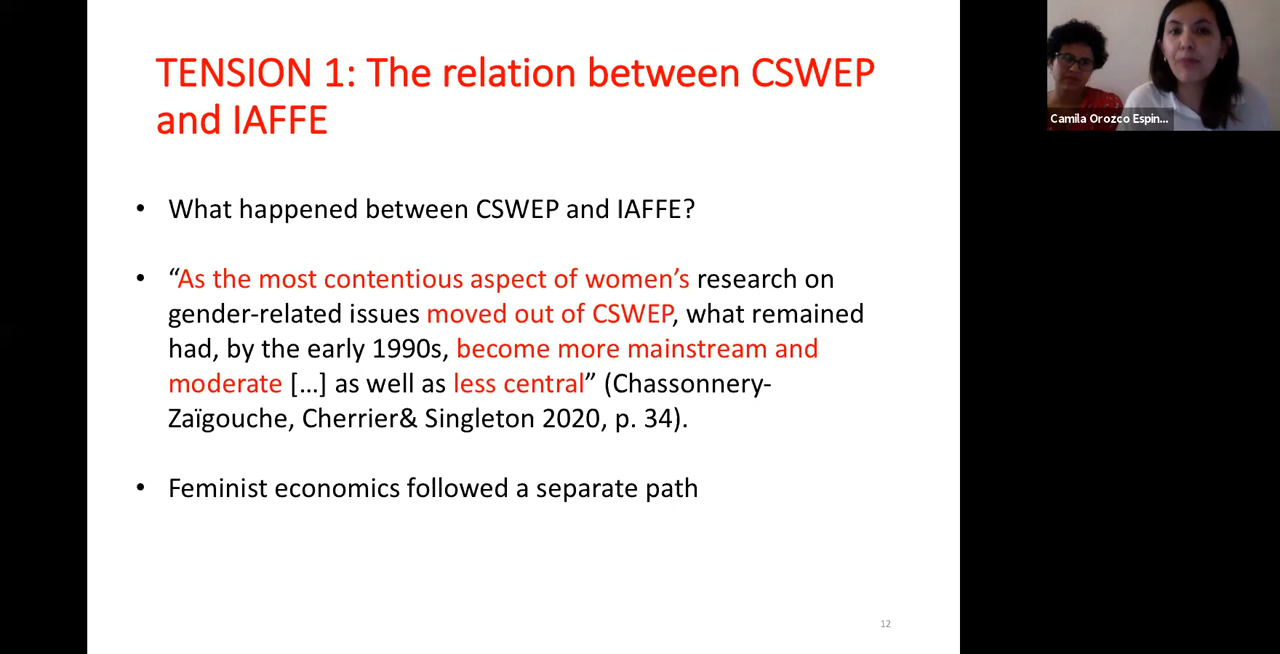 TENSION 1: The relation between CSWEP
and IAFFE
• What happened between CSWEP and IAFFE?
• “As the most contentious aspect of women’s research on
gender-related issues moved out of CSWEP, what remained
had, by the early 1990s, become more mainstream and
moderate […] as well as less central” (Chassonnery-
Zaïgouche, Cherrier& Singleton 2020, p. 34).
• Feminist economics followed a separate path
12
Camila Orozco Espin...